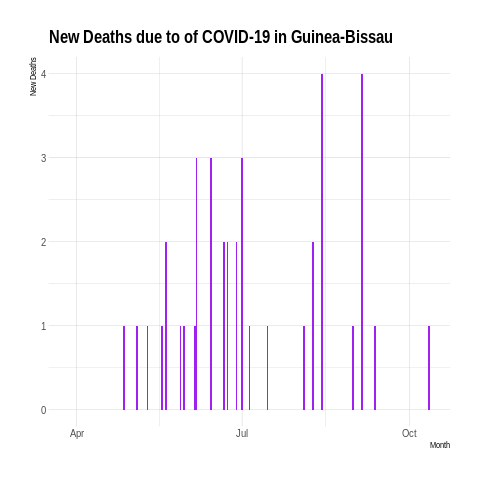 New Deaths due to of COVID-19 in Guinea-Bissau
New Deaths
4
3
2
1
0
Apr Jul Oct
Month